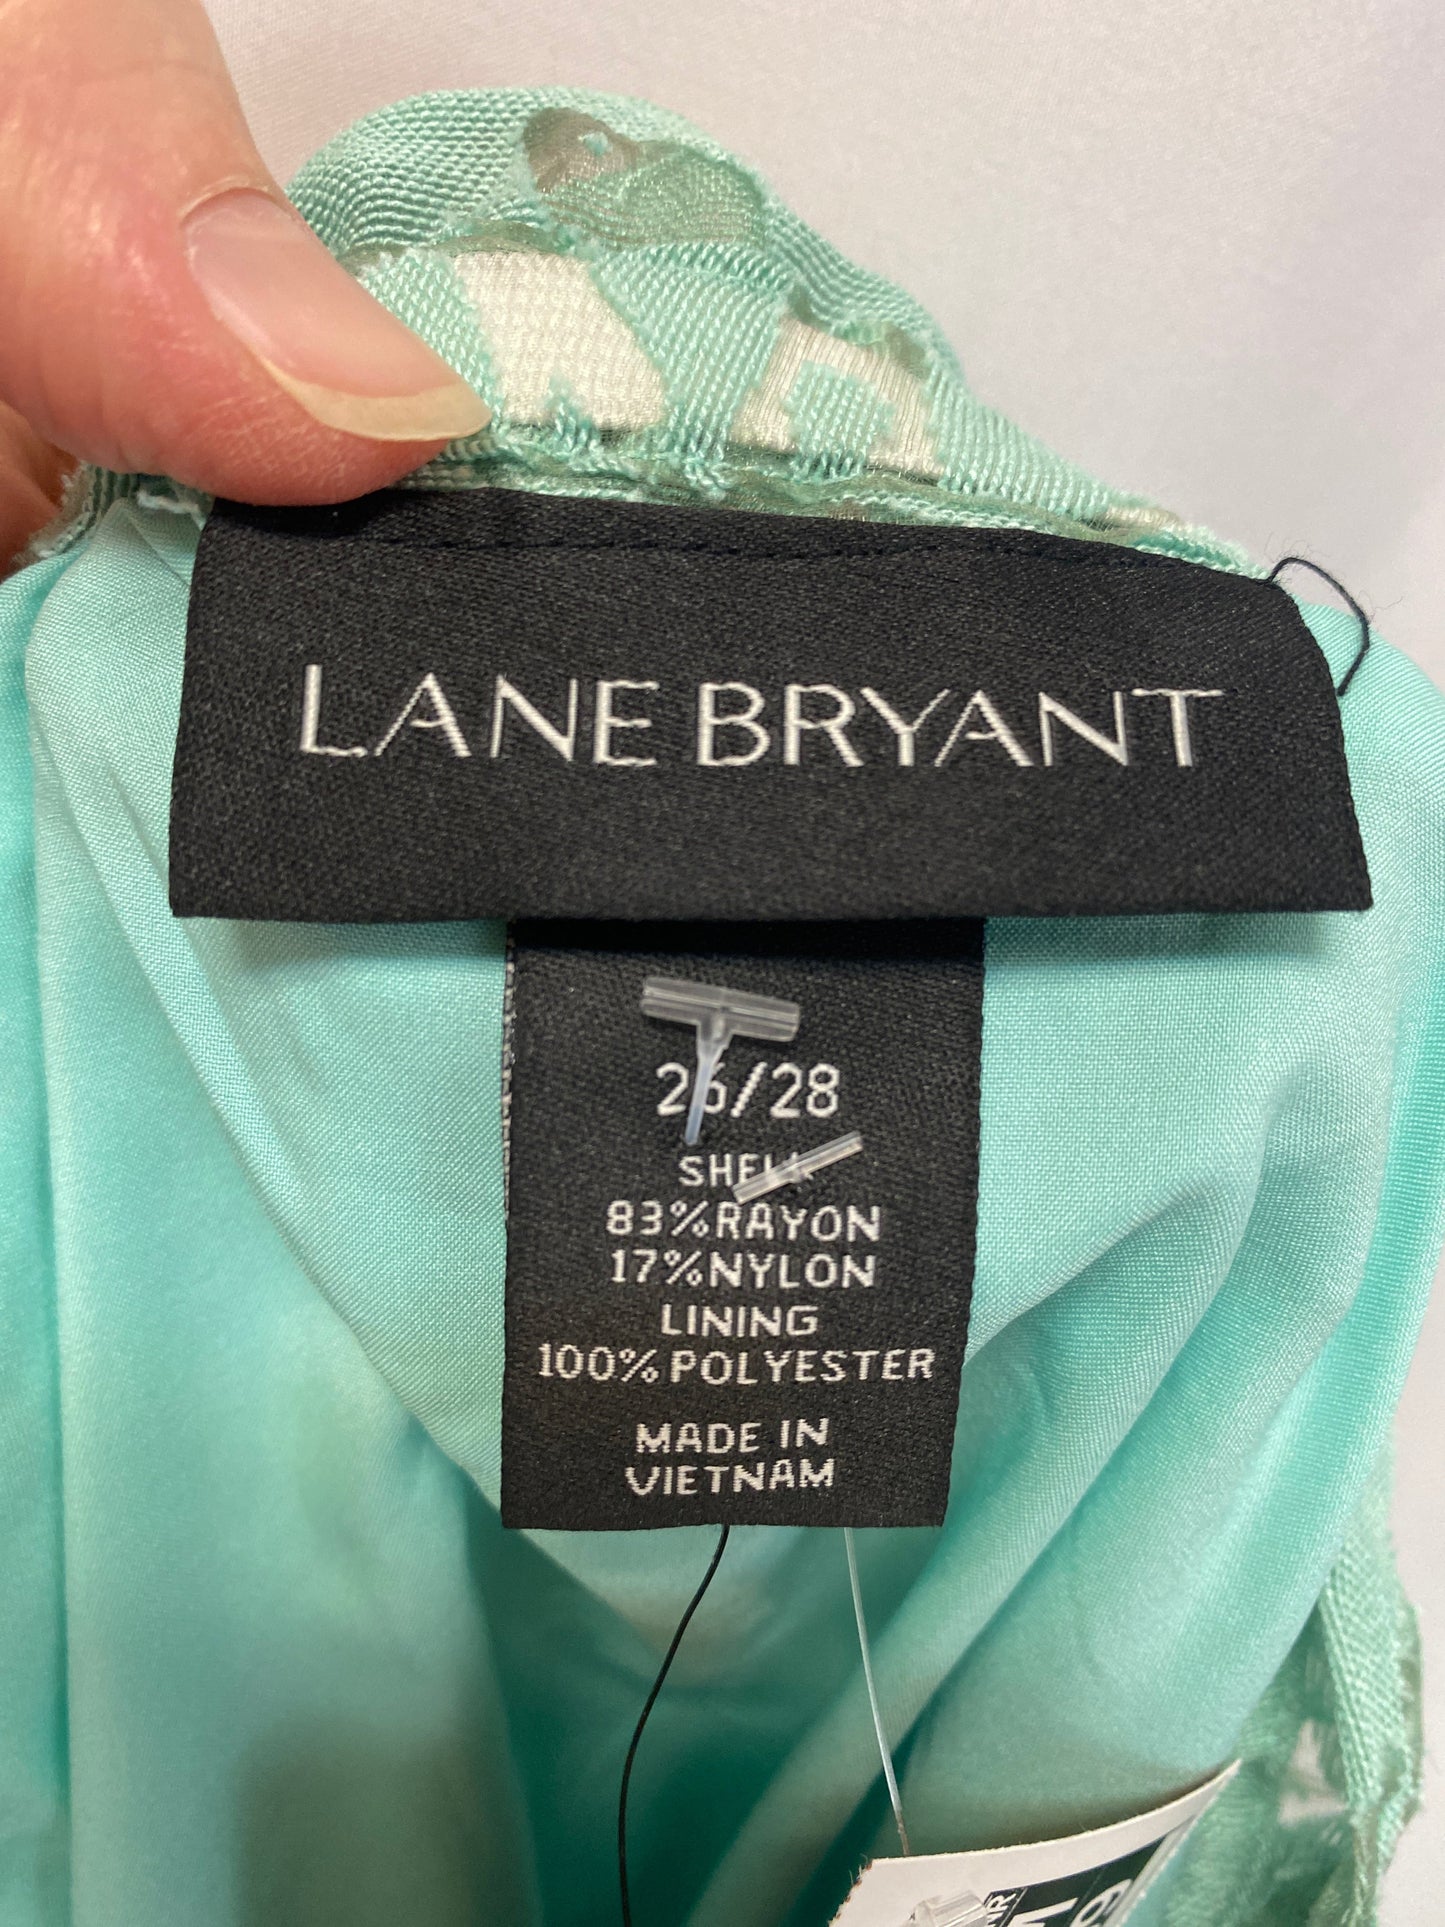 LANE BRYANT
26/28
SHELL
83%RAYON
17%NYLON
LINING
100%POLYESTER
MADE IN
VIETNAM